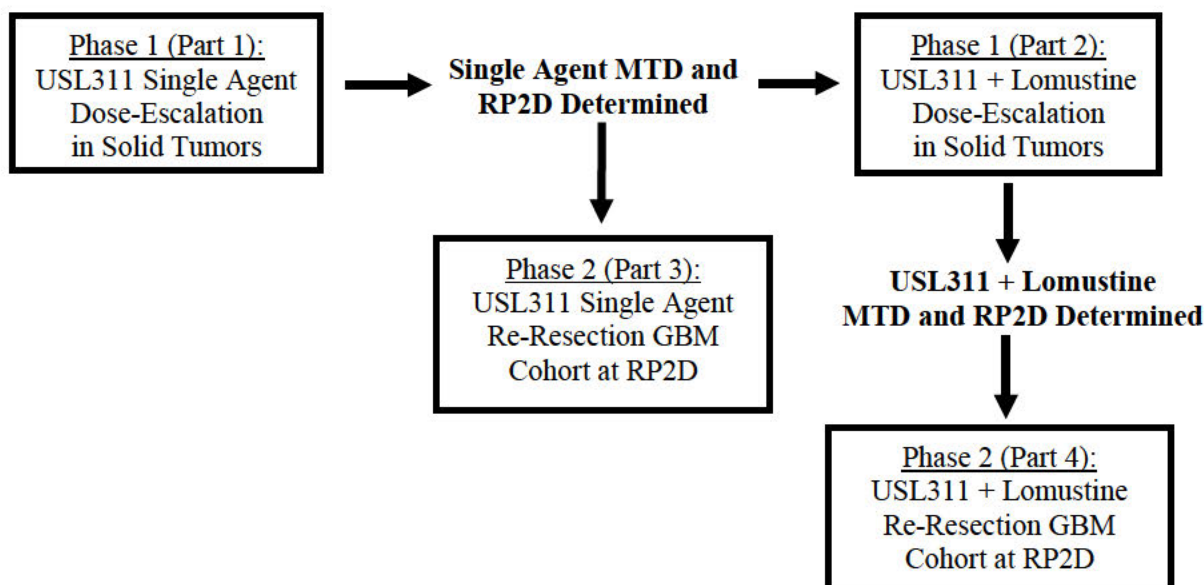 Phase 1 (Part 1):
USL311 Single Agent
Dose-Escalation
in Solid Tumors
Single Agent MTD and
RP2D Determined
Phase 1 (Part 2):
USL311 + Lomustine
Dose-Escalation
in Solid Tumors
Phase 2 (Part 3):
USL311 Single Agent
Re-Resection GBM
Cohort at RP2D
USL311 + Lomustine
MTD and RP2D Determined
Phase 2 (Part 4):
USL311 + Lomustine
Re-Resection GBM
Cohort at RP2D